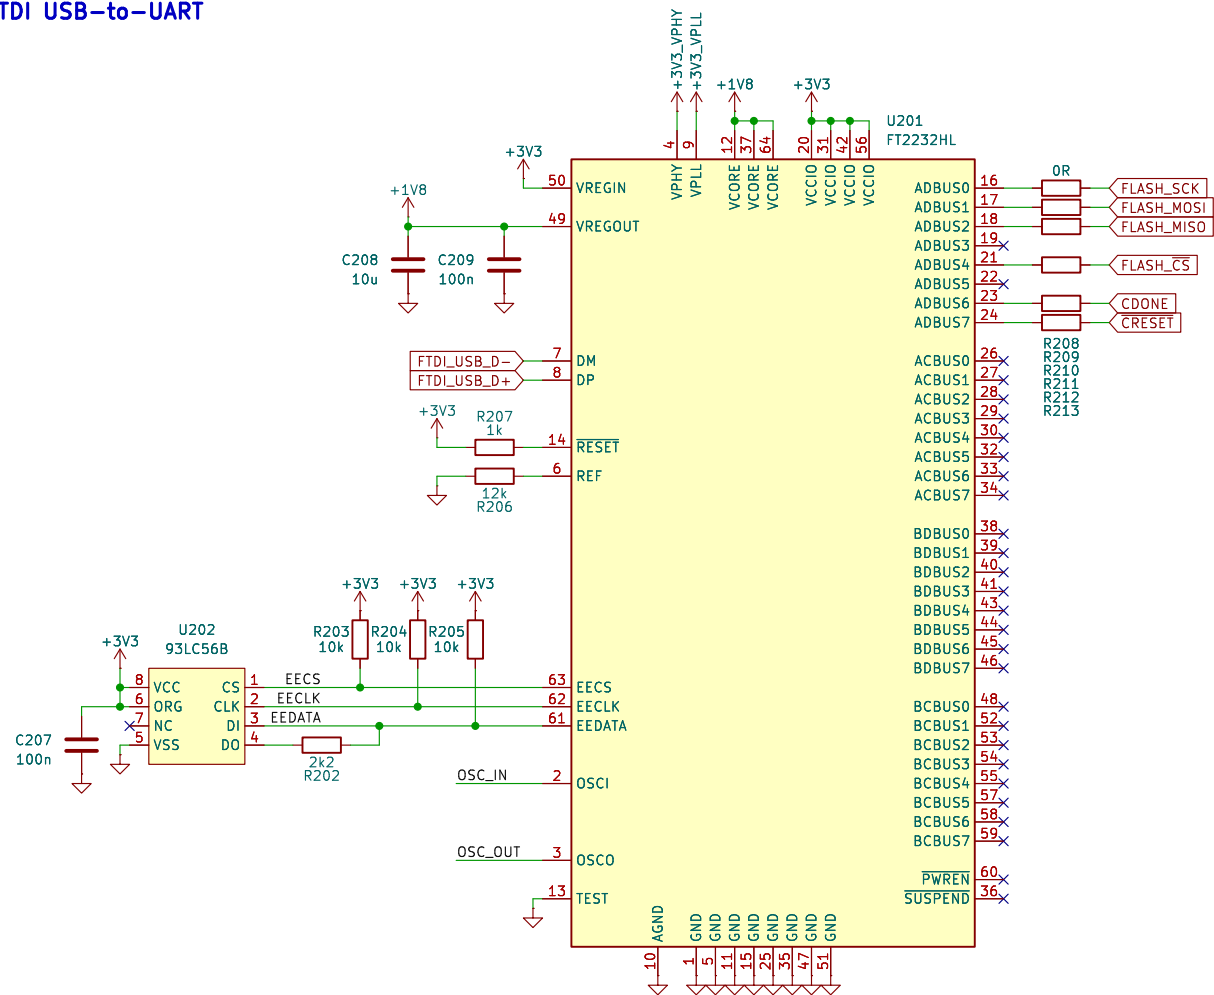 TDI USB-to-UART
+3V3_VPHY
+3V3_VPLL
+1V8
+3V3
U201
FT2232HL
4
9
12
37
64
20
31
42
56
VPHY
VPLL
VCORE
VCORE
VCORE
VCCIO
VCCIO
VCCIO
VCCIO
+3V3
50 VREGIN
+1V8
49 VREGOUT
C208
10u
C209
100n
FTDI_USB_D- 7 DM
FTDI_USB_D+ 8 DP
+3V3
R207
1k
14 RESET
6 REF
12k
R206
+3V3
+3V3
+3V3
R203
10k
R204
10k
R205
10k
U202
93LC56B
+3V3
8 VCC CS 1 EECS 63 EECS
6 ORG CLK 2 EECLK 62 EECLK
7 NC DI 3 EEDATA 61 EEDATA
5 VSS DO 4
C207
100n
2k2
R202
OSC_IN 2 OSCI
OSC_OUT 3 OSCO
13 TEST
ADBUS0 16 0R FLASH_SCK
ADBUS1 17 FLASH_MOSI
ADBUS2 18 FLASH_MISO
ADBUS3 19
ADBUS4 21 FLASH_CS
ADBUS5 22
ADBUS6 23 CDONE
ADBUS7 24 CRESET
R208
R209
R210
R211
R212
R213
ACBUS0 26
ACBUS1 27
ACBUS2 28
ACBUS3 29
ACBUS4 30
ACBUS5 32
ACBUS6 33
ACBUS7 34
BDBUS0 38
BDBUS1 39
BDBUS2 40
BDBUS3 41
BDBUS4 43
BDBUS5 44
BDBUS6 45
BDBUS7 46
BCBUS0 48
BCBUS1 52
BCBUS2 53
BCBUS3 54
BCBUS4 55
BCBUS5 57
BCBUS6 58
BCBUS7 59
PWREN 60
SUSPEND 36
AGND
GND
GND
GND
GND
GND
GND
GND
GND
10
1
5
11
15
25
35
47
51